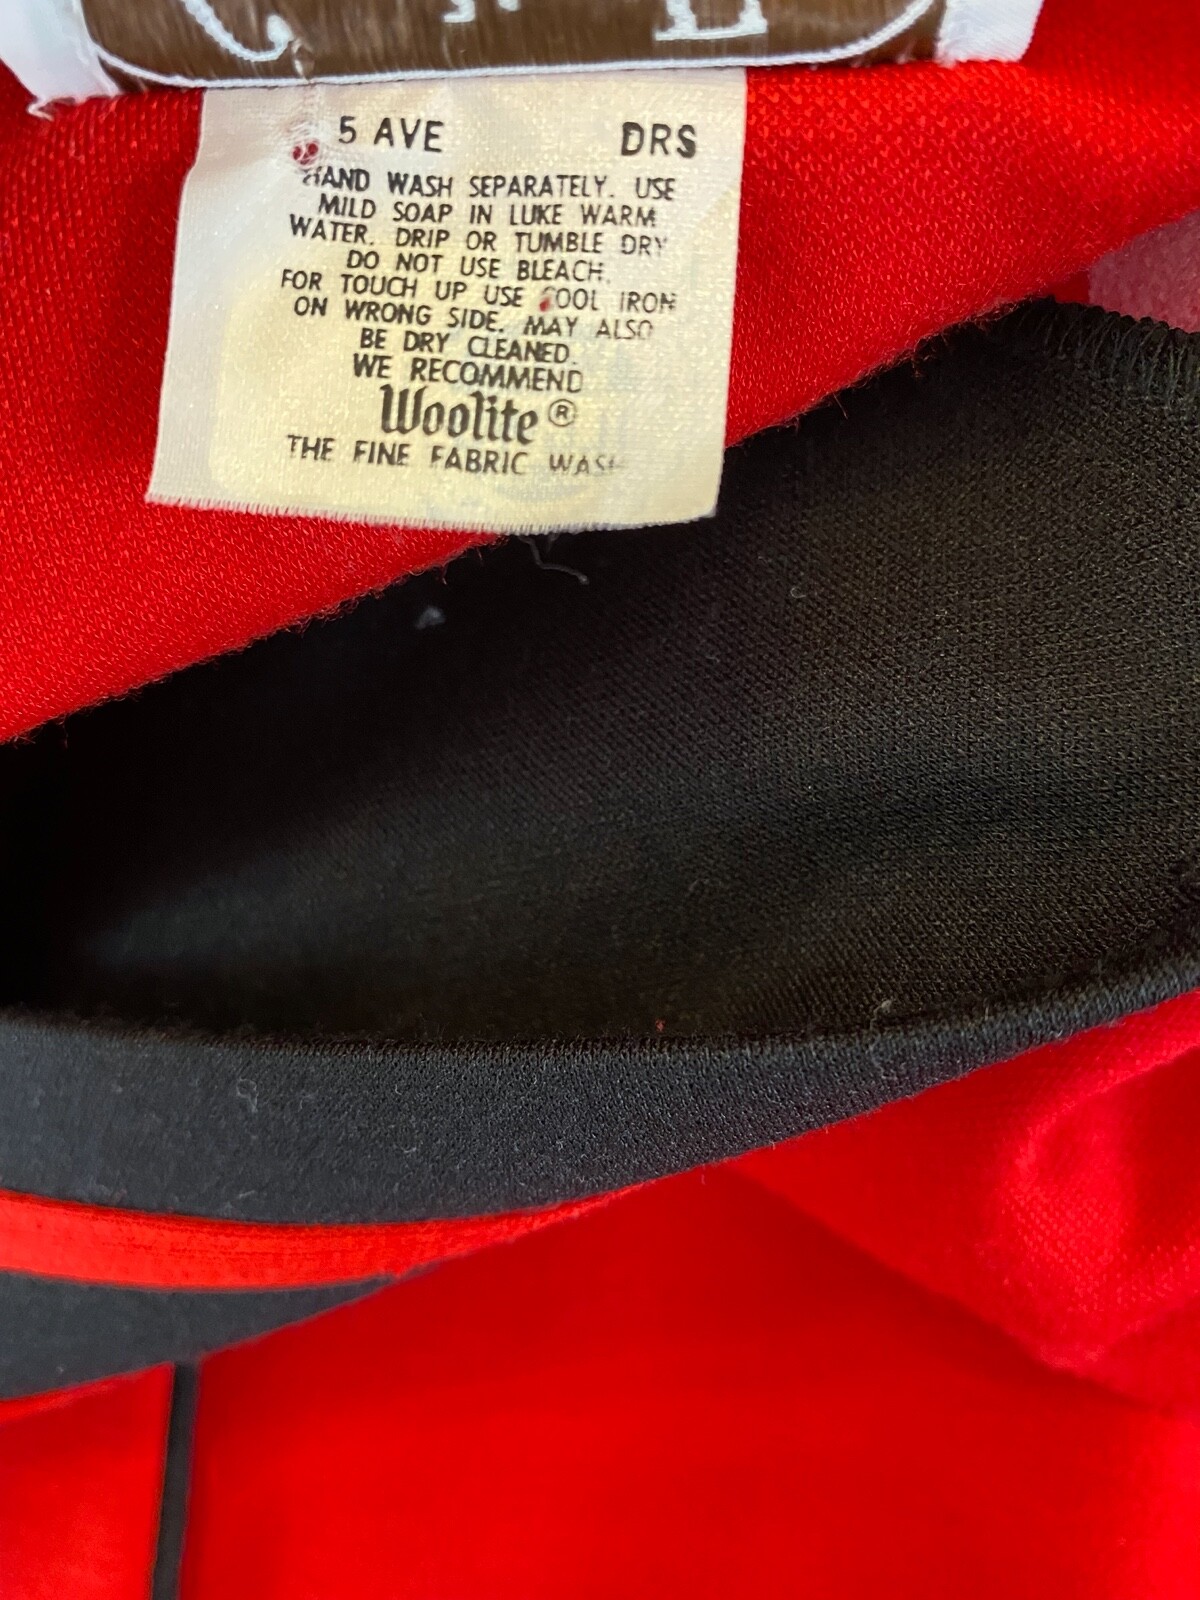 5 AVE DRS
HAND WASH SEPARATELY. USE
MILD SOAP IN LUKE WARM
WATER. DRIP OR TUMBLE DRY
DO NOT USE BLEACH.
FOR TOUCH UP USE COOL IRON
ON WRONG SIDE. MAY ALSO
BE DRY CLEANED.
WE RECOMMEND
Woolite®
THE FINE FABRIC WASH